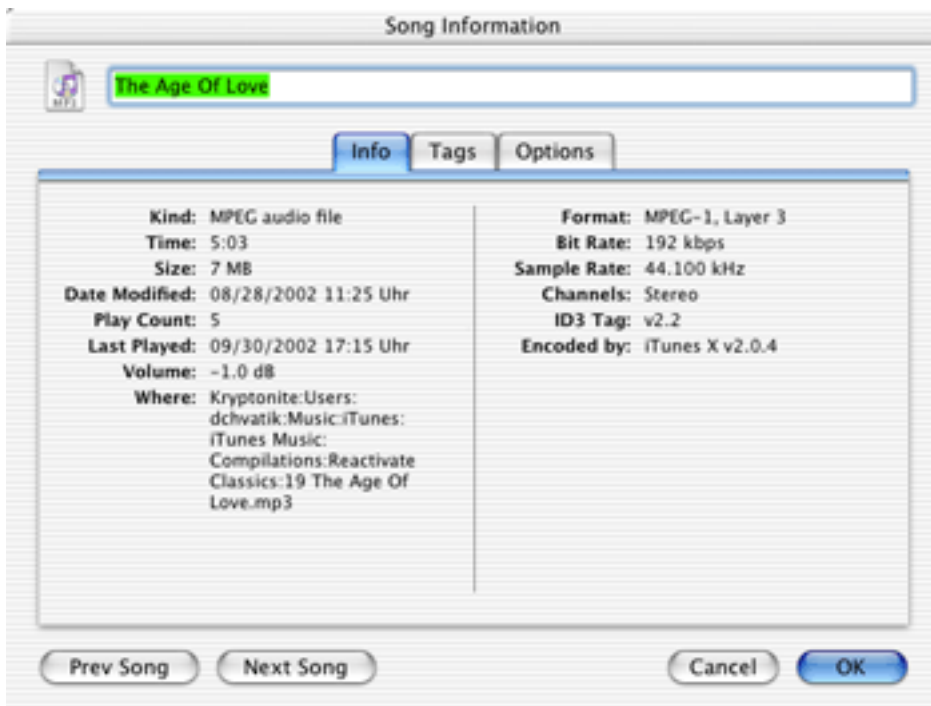 Song Information
MP3
The Age Of Love
Info Tags Options
Kind: MPEG audio file
Time: 5:03
Size: 7 MB
Date Modified: 08/28/2002 11:25 Uhr
Play Count: 5
Last Played: 09/30/2002 17:15 Uhr
Volume: -1.0 dB
Where: Kryptonite:Users:
dchvatik:Music:iTunes:
iTunes Music:
Compilations:Reactivate
Classics:19 The Age Of
Love.mp3
Format: MPEG-1, Layer 3
Bit Rate: 192 kbps
Sample Rate: 44.100 kHz
Channels: Stereo
ID3 Tag: v2.2
Encoded by: iTunes X v2.0.4
Prev Song Next Song Cancel OK